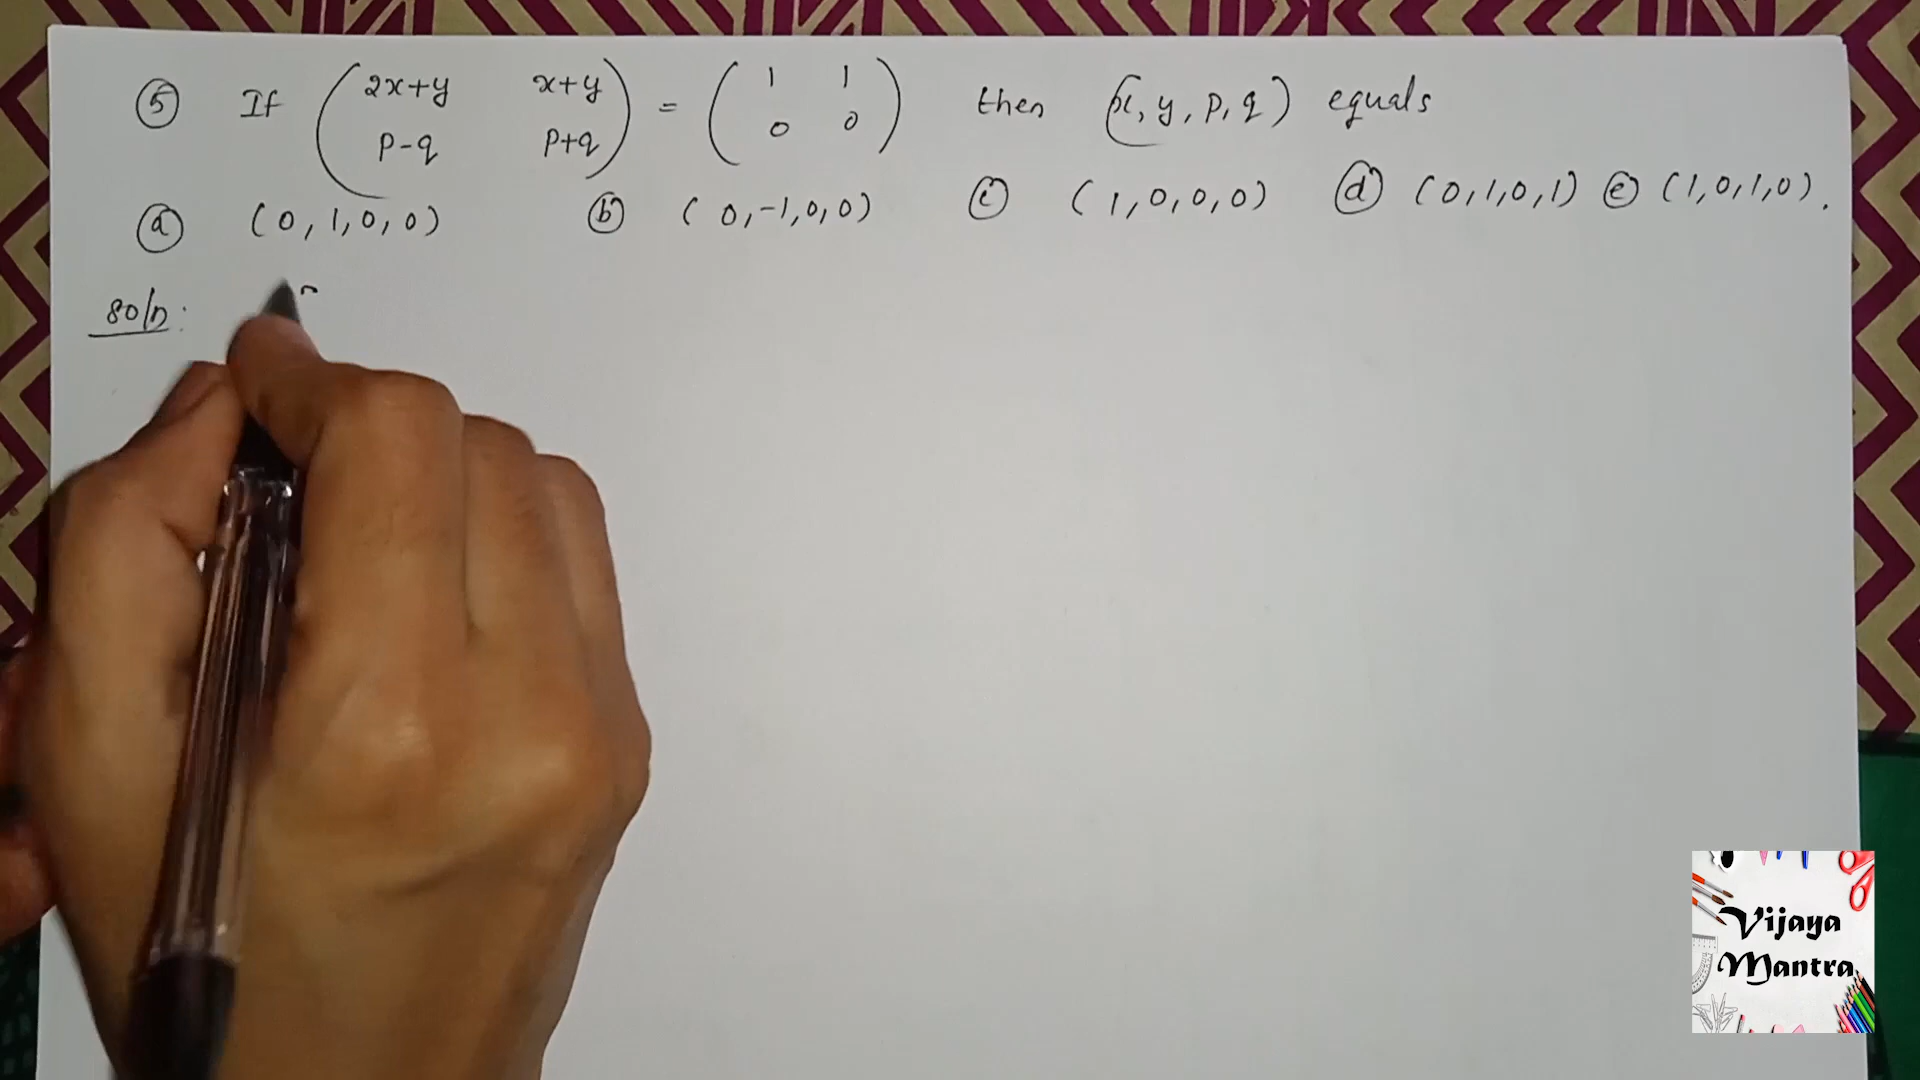 ⑤ If ( 2x+y x+y ) = ( 1 1 ) then (x, y, p, q) equals
( p-q p+q ) ( 0 0 )
ⓐ (0, 1, 0, 0) ⓑ (0, -1, 0, 0) ⓒ (1, 0, 0, 0) ⓓ (0, 1, 0, 1) ⓔ (1, 0, 1, 0).
Soln:
Vijaya
Mantra